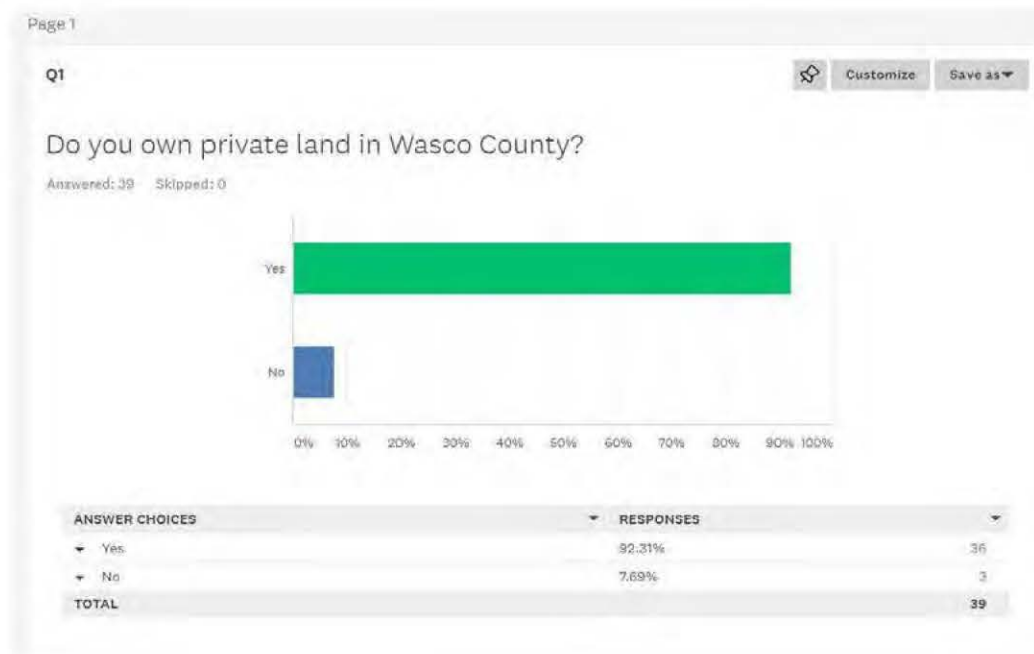 Page 1
Q1
Customize Save as
Do you own private land in Wasco County?
Answered: 39 Skipped: 0
Yes
No
0% 10% 20% 30% 40% 50% 60% 70% 80% 90% 100%
ANSWER CHOICES RESPONSES
Yes 92.31% 36
No 7.69% 3
TOTAL 39